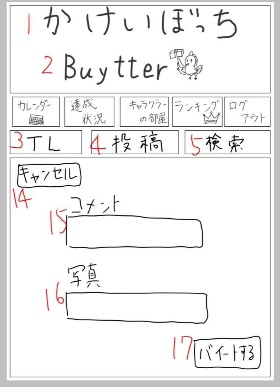 1 かけいぼっち
2 Buytter
カレンダー 達成状況 キャラクターの部屋 ランキング ログアウト
3 TL 4 投稿 5 検索
キャンセル
14
コメント
15
写真
16
17 バイートする